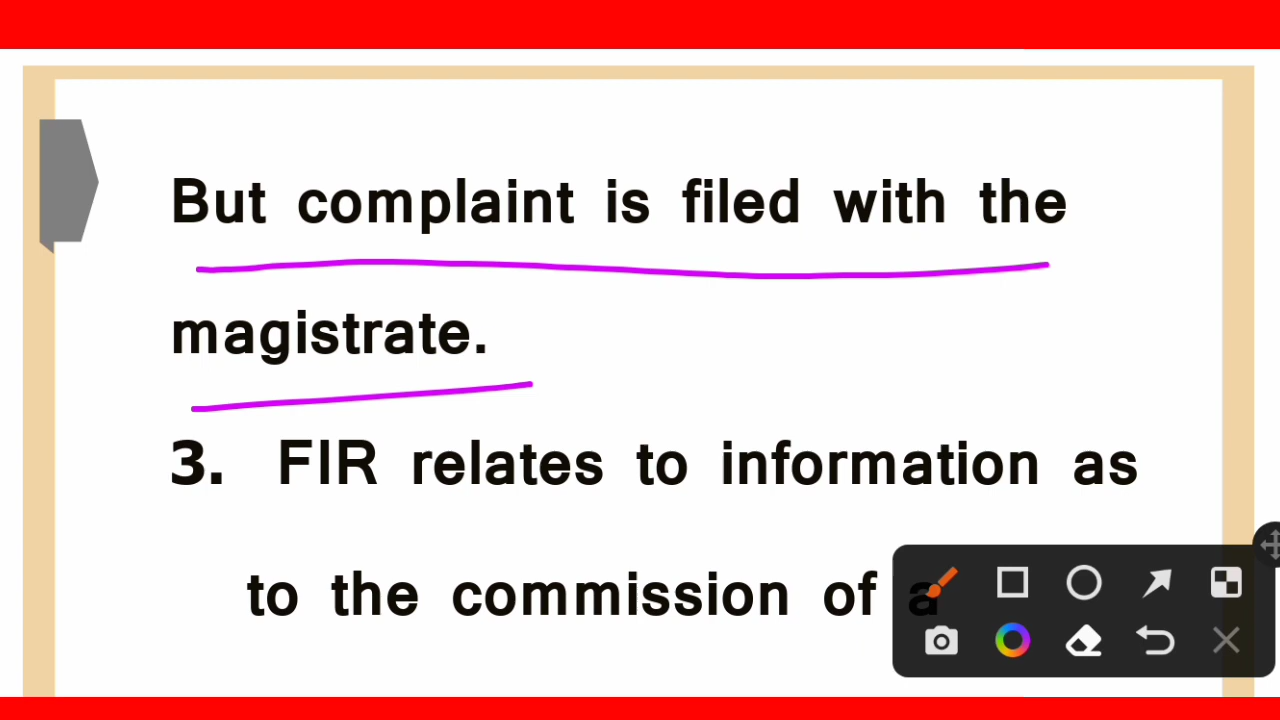 But complaint is filed with the
magistrate.
3. FIR relates to information as
to the commission of a